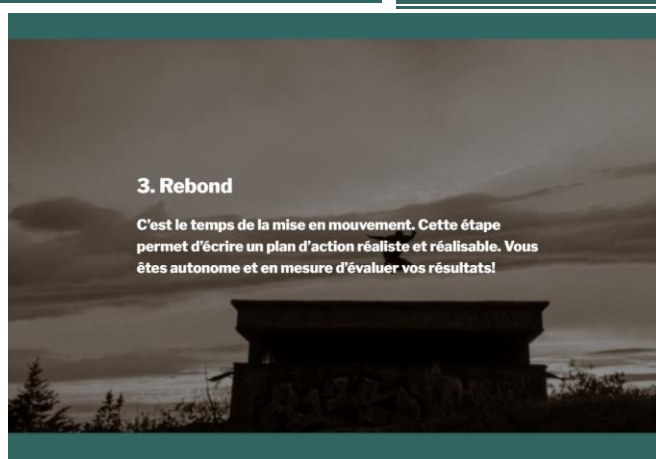 3. Rebond
C'est le temps de la mise en mouvement. Cette étape
permet d'écrire un plan d'action réaliste et réalisable. Vous
êtes autonome et en mesure d'évaluer vos résultats!